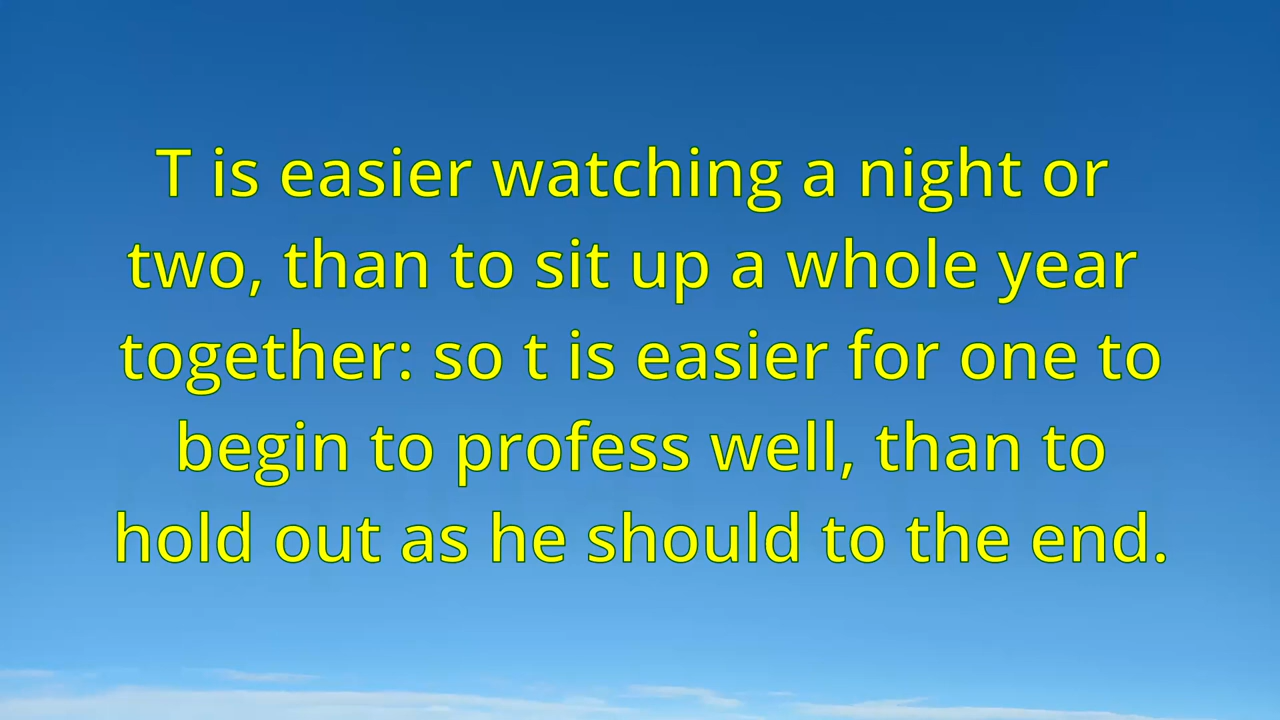 T is easier watching a night or
two, than to sit up a whole year
together: so t is easier for one to
begin to profess well, than to
hold out as he should to the end.